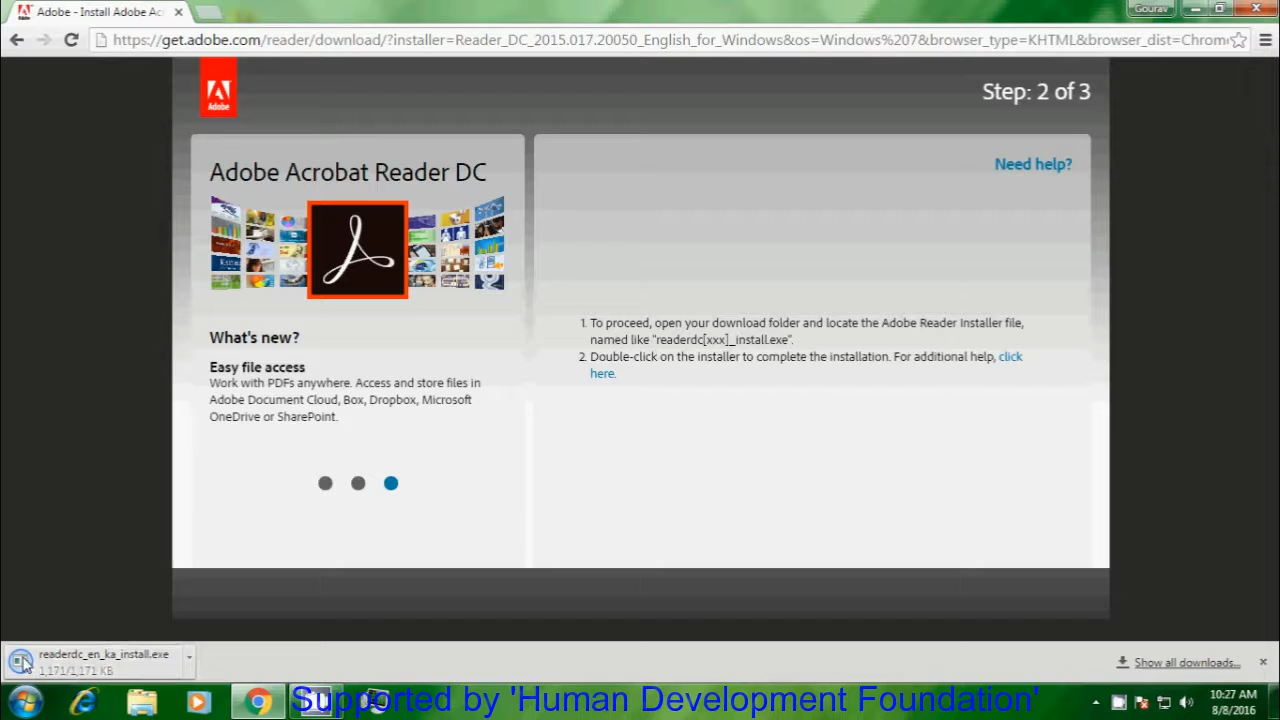 Adobe - Install Adobe Ac
Gourav
https://get.adobe.com/reader/download/?installer=Reader_DC_2015.017.20050_English_for_Windows&os=Windows%207&browser_type=KHTML&browser_dist=Chrom
Adobe
Step: 2 of 3
Adobe Acrobat Reader DC
Need help?
What's new?
Easy file access
Work with PDFs anywhere. Access and store files in
Adobe Document Cloud, Box, Dropbox, Microsoft
OneDrive or SharePoint.
1. To proceed, open your download folder and locate the Adobe Reader Installer file,
named like "readerdc[xxx]_install.exe".
2. Double-click on the installer to complete the installation. For additional help, click
here.
readerdc_en_ka_install.exe
1,171/1,171 KB
Show all downloads...
Supported by 'Human Development Foundation'
10:27 AM
8/8/2016